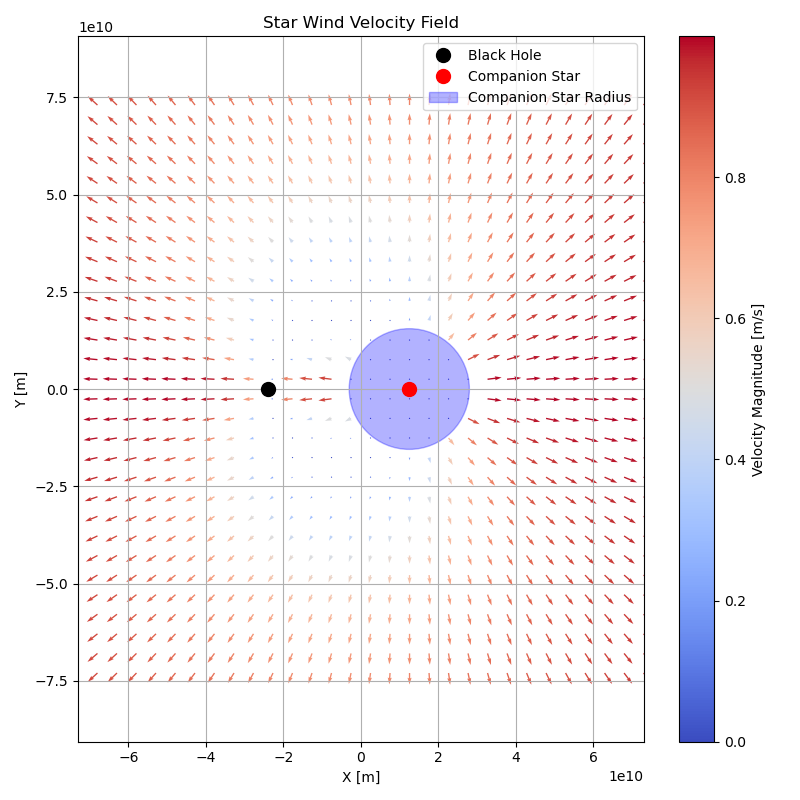 Star Wind Velocity Field
1e10
Black Hole
Companion Star
Companion Star Radius
7.5
5.0
2.5
0.0
−2.5
−5.0
−7.5
Y [m]
−6
−4
−2
0
2
4
6
1e10
X [m]
0.8
0.6
0.4
0.2
0.0
Velocity Magnitude [m/s]